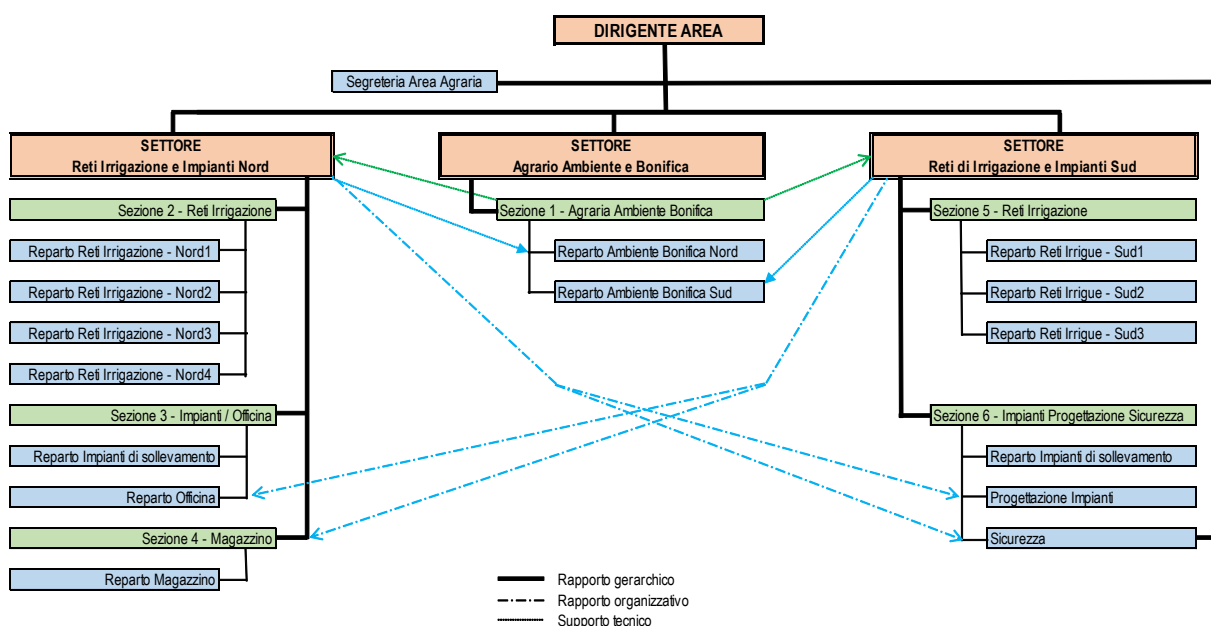 DIRIGENTE AREA
Segreteria Area Agraria
SETTORE
Reti Irrigazione e Impianti Nord
SETTORE
Agrario Ambiente e Bonifica
SETTORE
Reti di Irrigazione e Impianti Sud
Sezione 2 - Reti Irrigazione
Reparto Reti Irrigazione - Nord1
Reparto Reti Irrigazione - Nord2
Reparto Reti Irrigazione - Nord3
Reparto Reti Irrigazione - Nord4
Sezione 3 - Impianti / Officina
Reparto Impianti di sollevamento
Reparto Officina
Sezione 4 - Magazzino
Reparto Magazzino
Sezione 1 - Agraria Ambiente Bonifica
Reparto Ambiente Bonifica Nord
Reparto Ambiente Bonifica Sud
Sezione 5 - Reti Irrigazione
Reparto Reti Irrigue - Sud1
Reparto Reti Irrigue - Sud2
Reparto Reti Irrigue - Sud3
Sezione 6 - Impianti Progettazione Sicurezza
Reparto Impianti di sollevamento
Progettazione Impianti
Sicurezza
Rapporto gerarchico
Rapporto organizzativo
Supporto tecnico